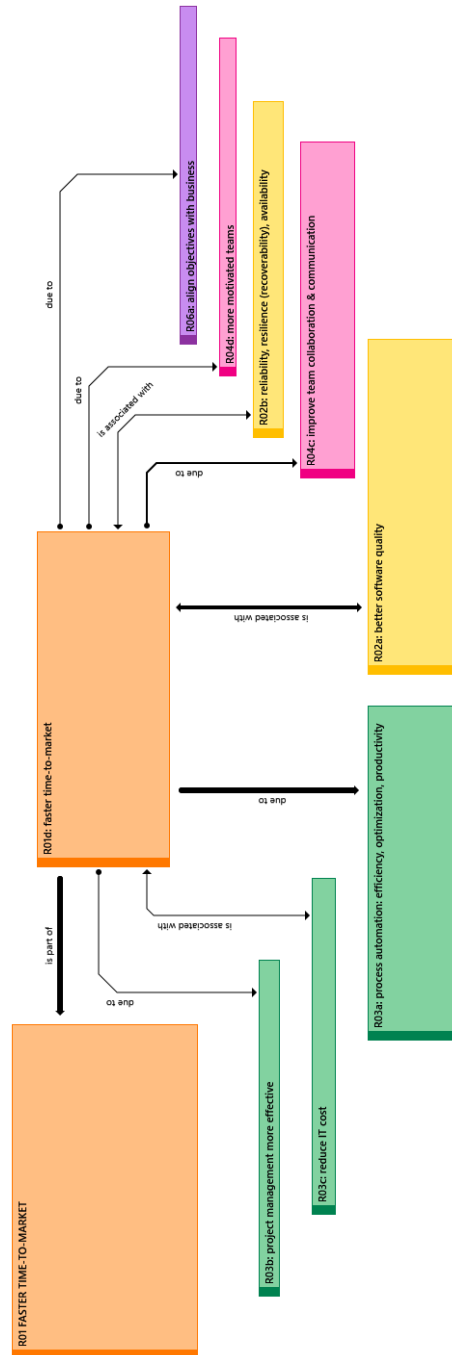 R01 FASTER TIME-TO-MARKET
is part of
R01d: faster time-to-market
due to
due to
is associated with
due to
R06a: align objectives with business
R04d: more motivated teams
R02b: reliability, resilience (recoverability), availability
R04c: improve team collaboration & communication
due to
is associated with
due to
is associated with
R03b: project management more effective
R03c: reduce IT cost
R03a: process automation: efficiency, optimization, productivity
R02a: better software quality